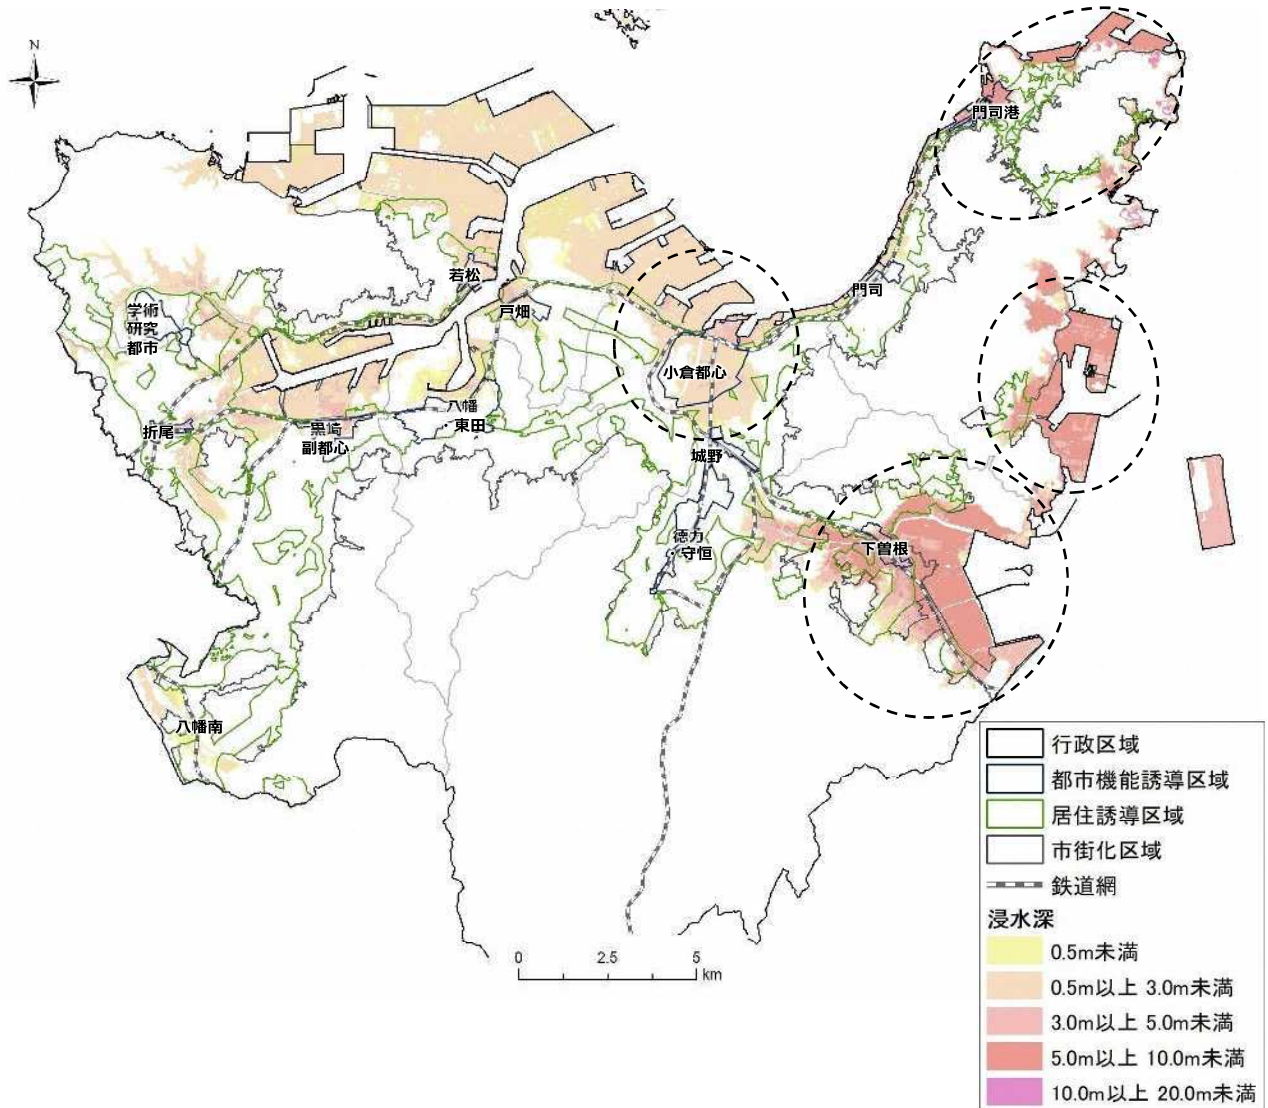 N
門司港
若松
戸畑
門司
学術
研究
都市
小倉都心
八幡
・東田
折尾
黒崎
副都心
城野
徳力
・守恒
下曽根
八幡南
行政区域
都市機能誘導区域
居住誘導区域
市街化区域
鉄道網
浸水深
0.5m未満
0.5m以上 3.0m未満
3.0m以上 5.0m未満
5.0m以上 10.0m未満
10.0m以上 20.0m未満
0 2.5 5
km